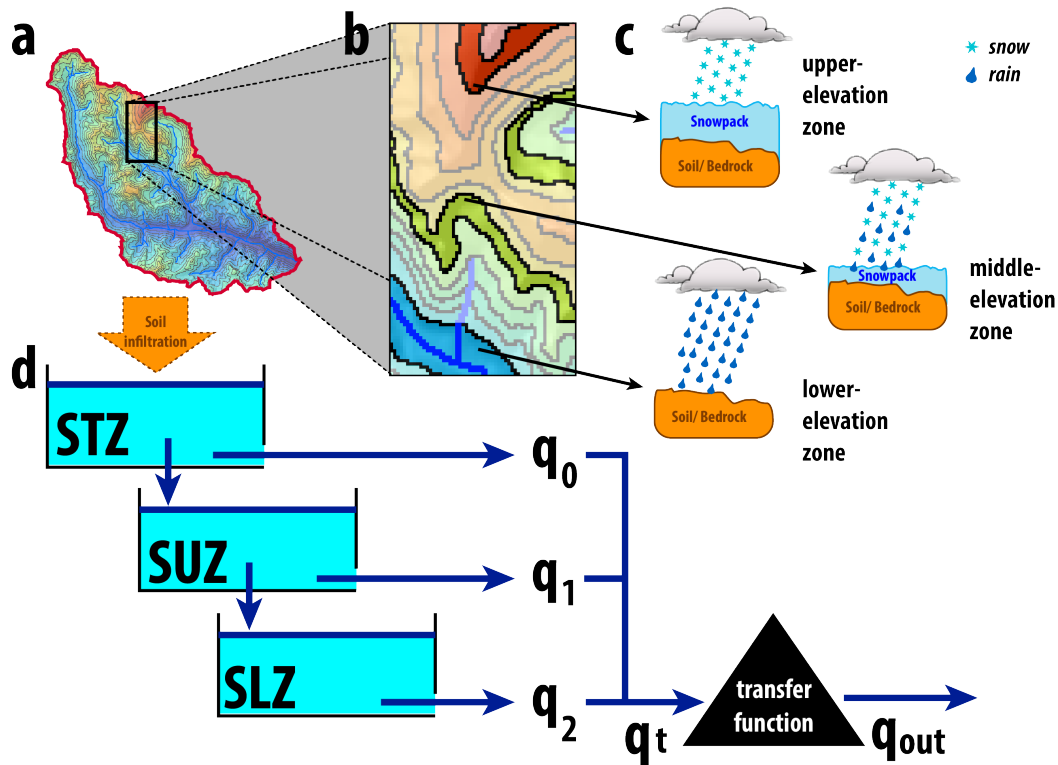 a
b
c
snow
rain
upper-
elevation
zone
Snowpack
Soil/ Bedrock
middle-
elevation
zone
Snowpack
Soil/ Bedrock
lower-
elevation
zone
Soil/ Bedrock
Soil
infiltration
d
STZ
q0
SUZ
q1
SLZ
q2
qt
transfer
function
qout